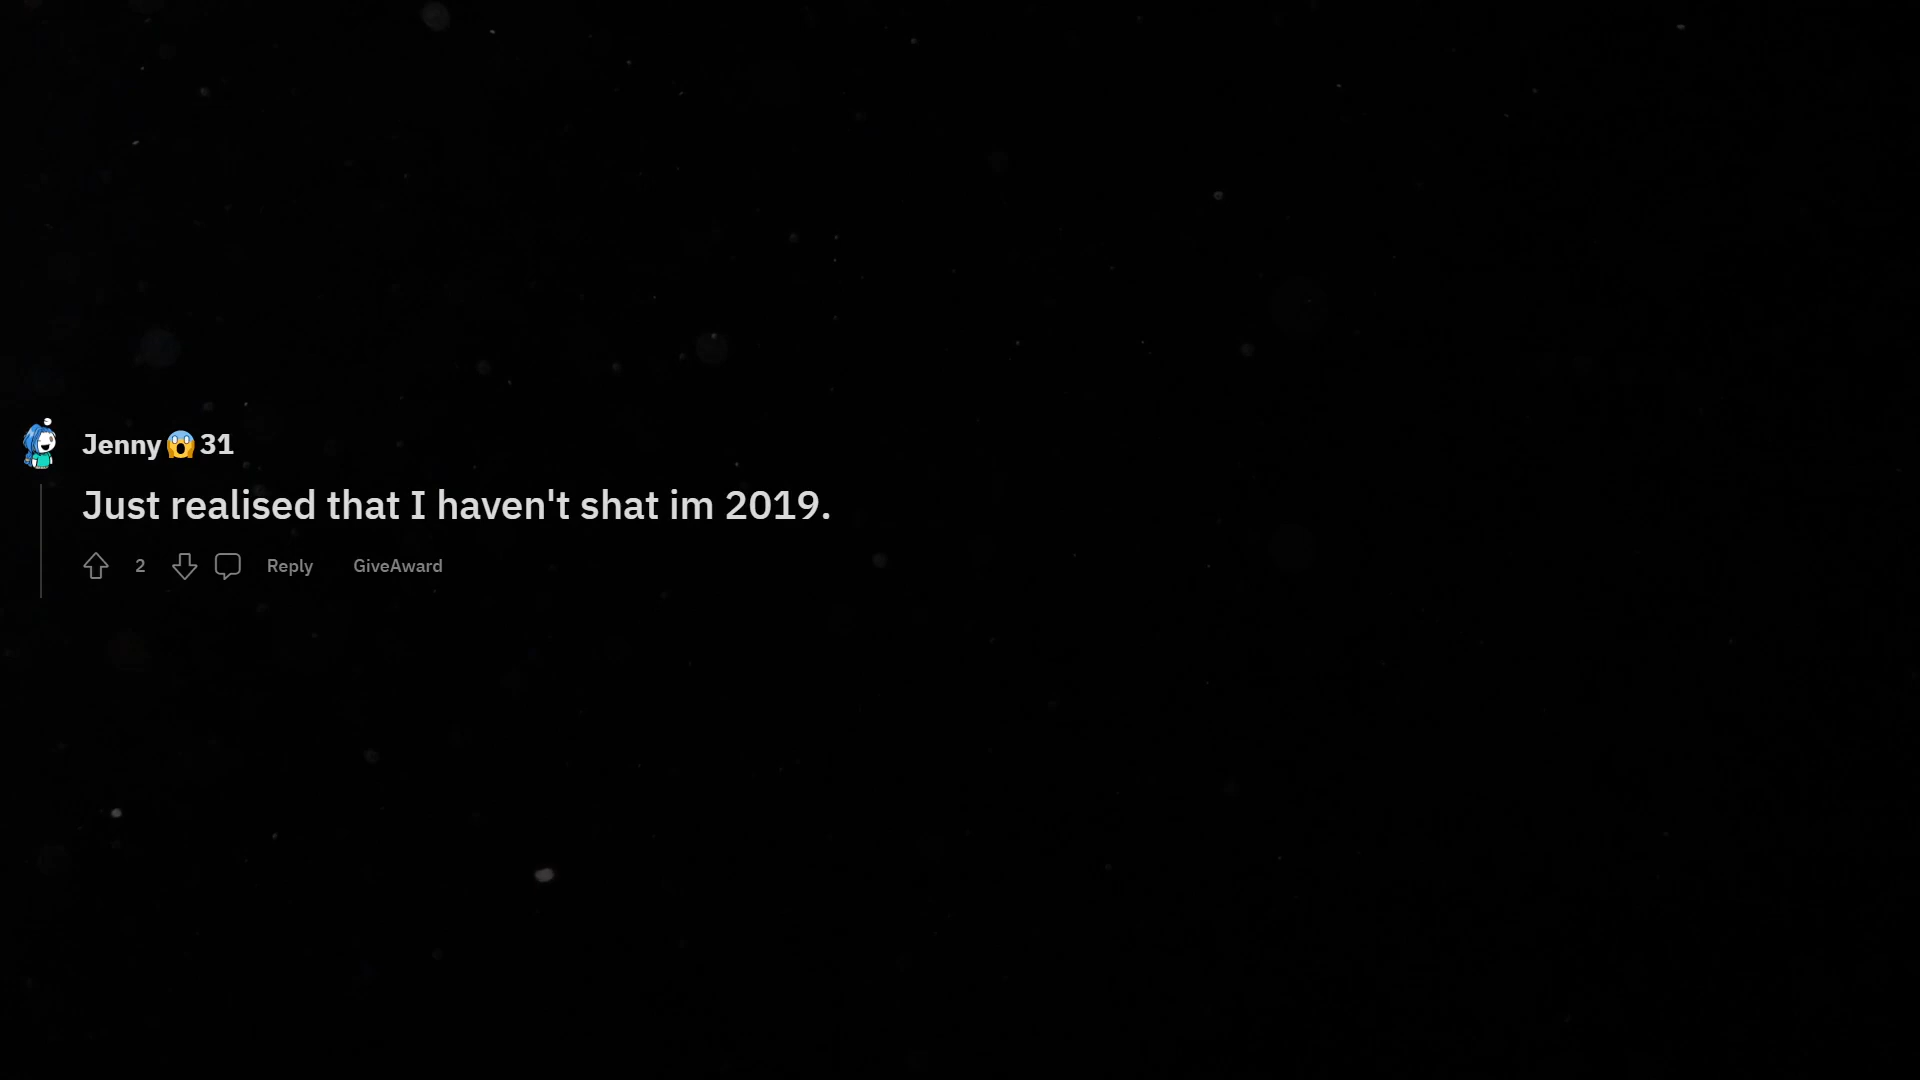 Jenny😱31
Just realised that I haven't shat im 2019.
2 Reply GiveAward